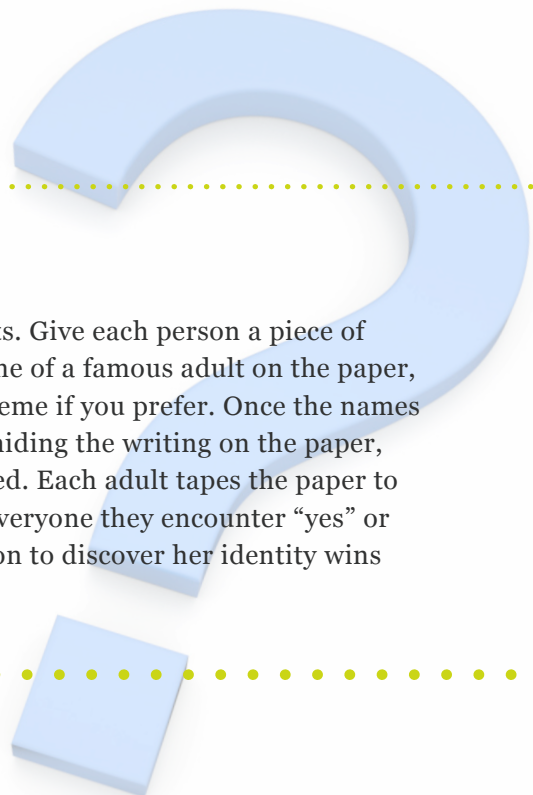 ts. Give each person a piece of
ne of a famous adult on the paper,
eme if you prefer. Once the names
hiding the writing on the paper,
ed. Each adult tapes the paper to
everyone they encounter “yes” or
on to discover her identity wins